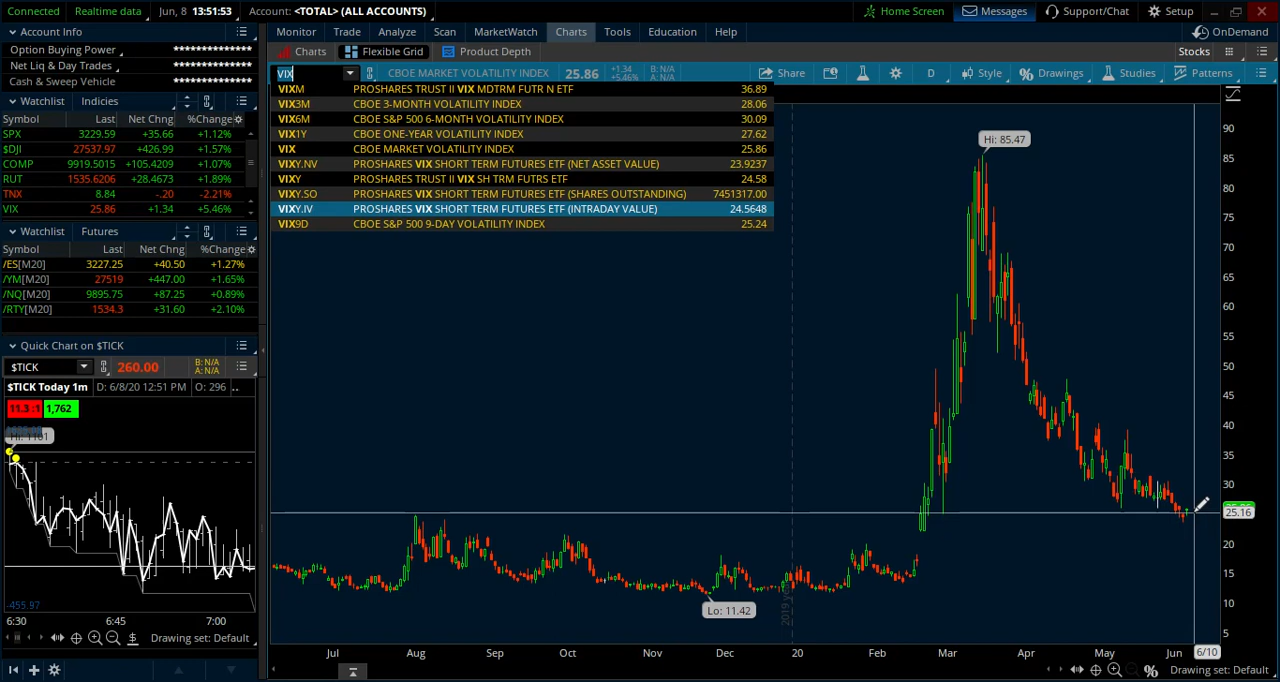 Connected Realtime data Jun, 8 13:51:53 Account: <TOTAL> (ALL ACCOUNTS) Home Screen Messages Support/Chat Setup
Account Info
Option Buying Power **************
Net Liq & Day Trades **************
Cash & Sweep Vehicle **************
Watchlist Indicies
Symbol Last Net Chng %Change
SPX 3229.59 +35.66 +1.12%
$DJI 27537.97 +426.99 +1.57%
COMP 9919.5015 +105.4209 +1.07%
RUT 1535.6206 +28.4673 +1.89%
TNX 8.84 -.20 -2.21%
VIX 25.86 +1.34 +5.46%
Watchlist Futures
Symbol Last Net Chng %Change
/ES[M20] 3227.25 +40.50 +1.27%
/YM[M20] 27519 +447.00 +1.65%
/NQ[M20] 9895.75 +87.25 +0.89%
/RTY[M20] 1534.3 +31.60 +2.10%
Quick Chart on $TICK
$TICK 260.00 B: N/A
A: N/A
$TICK Today 1m D: 6/8/20 12:51 PM O: 296 ..
11.3 :1 1,762
Hi: 1101
-455.97
6:30 6:45 7:00
Drawing set: Default
Monitor Trade Analyze Scan MarketWatch Charts Tools Education Help
Charts Flexible Grid Product Depth OnDemand
Stocks
VIX CBOE MARKET VOLATILITY INDEX 25.86 +1.34 B: N/A
+5.46% A: N/A
Share D Style Drawings Studies Patterns
VIXM PROSHARES TRUST II VIX MDTRM FUTR N ETF 36.89
VIX3M CBOE 3-MONTH VOLATILITY INDEX 28.06
VIX6M CBOE S&P 500 6-MONTH VOLATILITY INDEX 30.09
VIX1Y CBOE ONE-YEAR VOLATILITY INDEX 27.62
VIX CBOE MARKET VOLATILITY INDEX 25.86
VIXY.NV PROSHARES VIX SHORT TERM FUTURES ETF (NET ASSET VALUE) 23.9237
VIXY PROSHARES TRUST II VIX SH TRM FUTRS ETF 24.58
VIXY.SO PROSHARES VIX SHORT TERM FUTURES ETF (SHARES OUTSTANDING) 7451317.00
VIXY.IV PROSHARES VIX SHORT TERM FUTURES ETF (INTRADAY VALUE) 24.5648
VIX9D CBOE S&P 500 9-DAY VOLATILITY INDEX 25.24
Hi: 85.47
90
85
80
75
70
65
60
55
50
45
40
35
30
25.16
20
15
10
5
Lo: 11.42
Jul Aug Sep Oct Nov Dec 20 Feb Mar Apr May Jun 6/10
Drawing set: Default